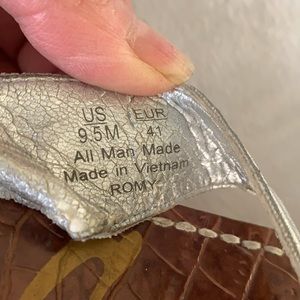 US EUR
9.5M 41
All Man Made
Made in Vietnam
ROMY